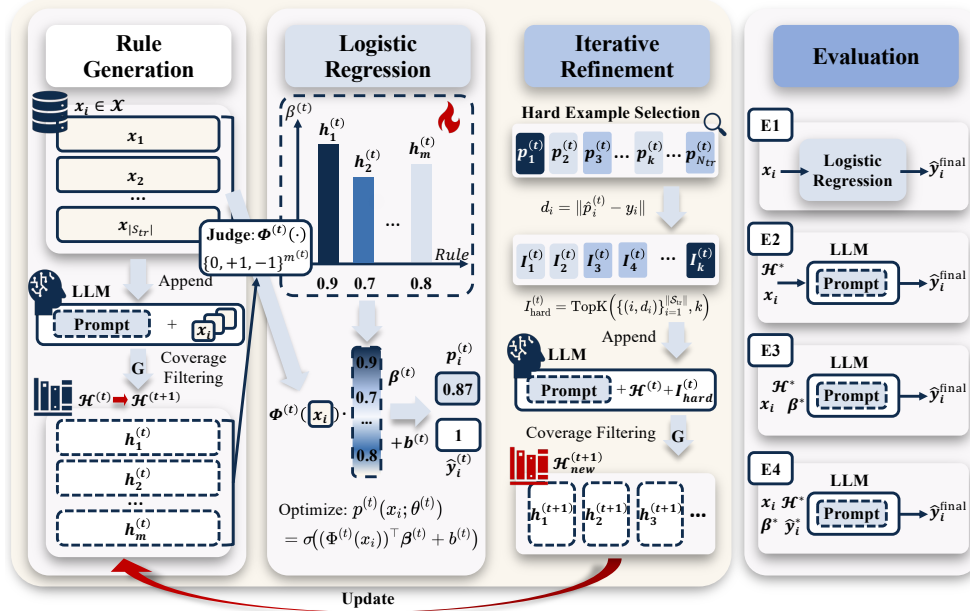 Rule
Generation
x_i ∈ 𝒳
x_1
x_2
...
x_{|S_tr|}
Append
LLM
Prompt + x_i
G
Coverage
Filtering
ℋ^(t) → ℋ^(t+1)
h_1^(t)
h_2^(t)
...
h_m^(t)
Logistic
Regression
β^(t)
h_1^(t)
h_2^(t)
h_m^(t)
...
Rule
0.9 0.7 0.8
Judge: Φ^(t)(·)
{0, +1, −1}^{m^(t)}
Φ^(t)(x_i) ·
0.9
0.7
...
0.8
β^(t)
+b^(t)
p_i^(t)
0.87
1
ŷ_i^(t)
Optimize: p^(t)(x_i; θ^(t))
= σ((Φ^(t)(x_i))^⊤ β^(t) + b^(t))
Iterative
Refinement
Hard Example Selection
p_1^(t) p_2^(t) p_3^(t) ... p_k^(t) ... p_{N_tr}^(t)
d_i = ‖p̂_i^(t) − y_i‖
I_1^(t) I_2^(t) I_3^(t) I_4^(t) ... I_k^(t)
I_hard^(t) = TopK({(i, d_i)}_{i=1}^{‖S_tr‖}, k)
Append
LLM
Prompt + ℋ^(t) + I_hard^(t)
Coverage Filtering
G
ℋ_new^(t+1)
h_1^(t+1) h_2^(t+1) h_3^(t+1) ...
Update
Evaluation
E1
x_i
Logistic
Regression
ŷ_i^final
E2
LLM
ℋ*
x_i
Prompt
ŷ_i^final
E3
LLM
ℋ*
x_i β*
Prompt
ŷ_i^final
E4
LLM
x_i ℋ*
β* ŷ_i*
Prompt
ŷ_i^final